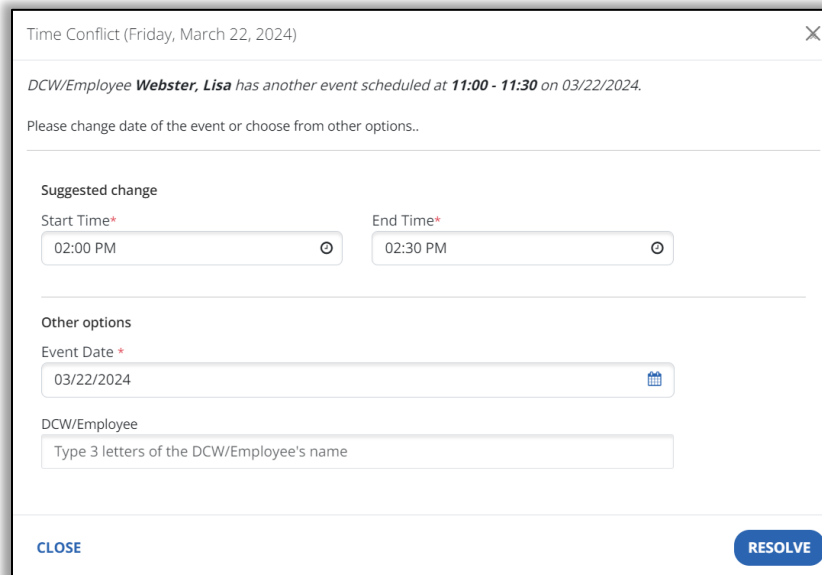 Time Conflict (Friday, March 22, 2024)
DCW/Employee Webster, Lisa has another event scheduled at 11:00 - 11:30 on 03/22/2024.
Please change date of the event or choose from other options..
Suggested change
Start Time* End Time*
02:00 PM 02:30 PM
Other options
Event Date *
03/22/2024
DCW/Employee
Type 3 letters of the DCW/Employee's name
CLOSE RESOLVE